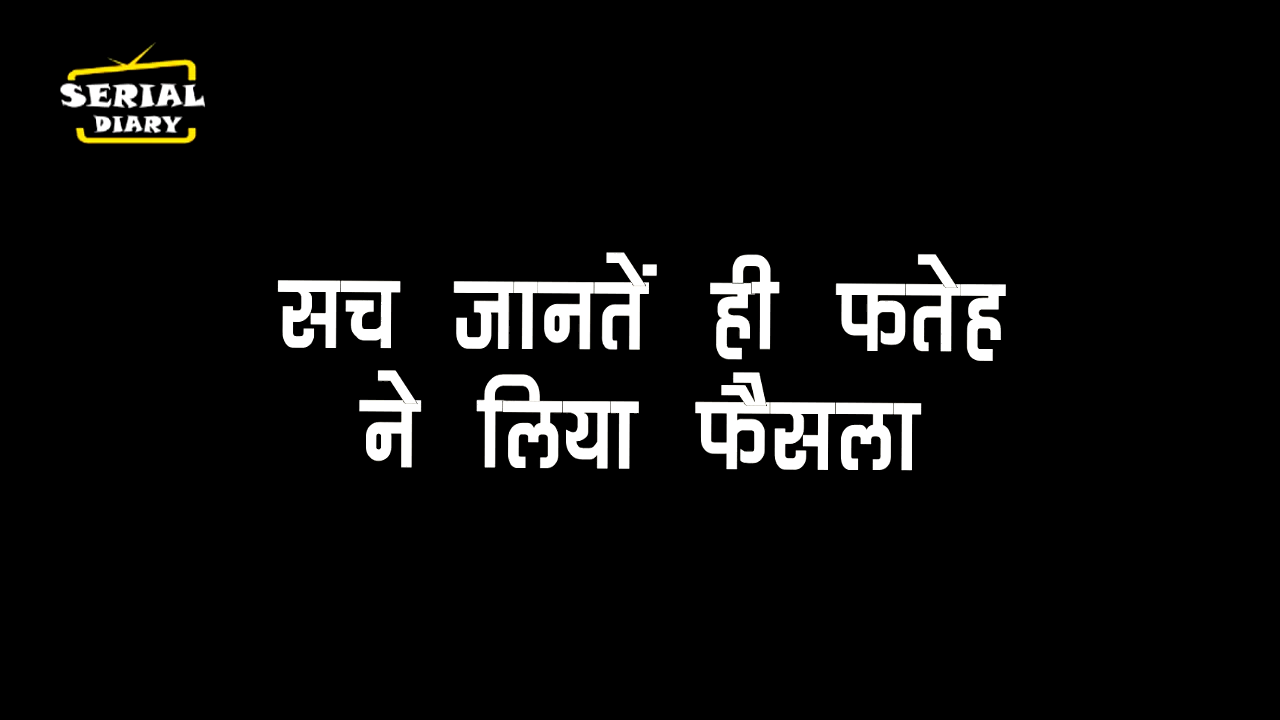 SERIAL
DIARY
सच जानतें ही फतेह
ने लिया फैसला